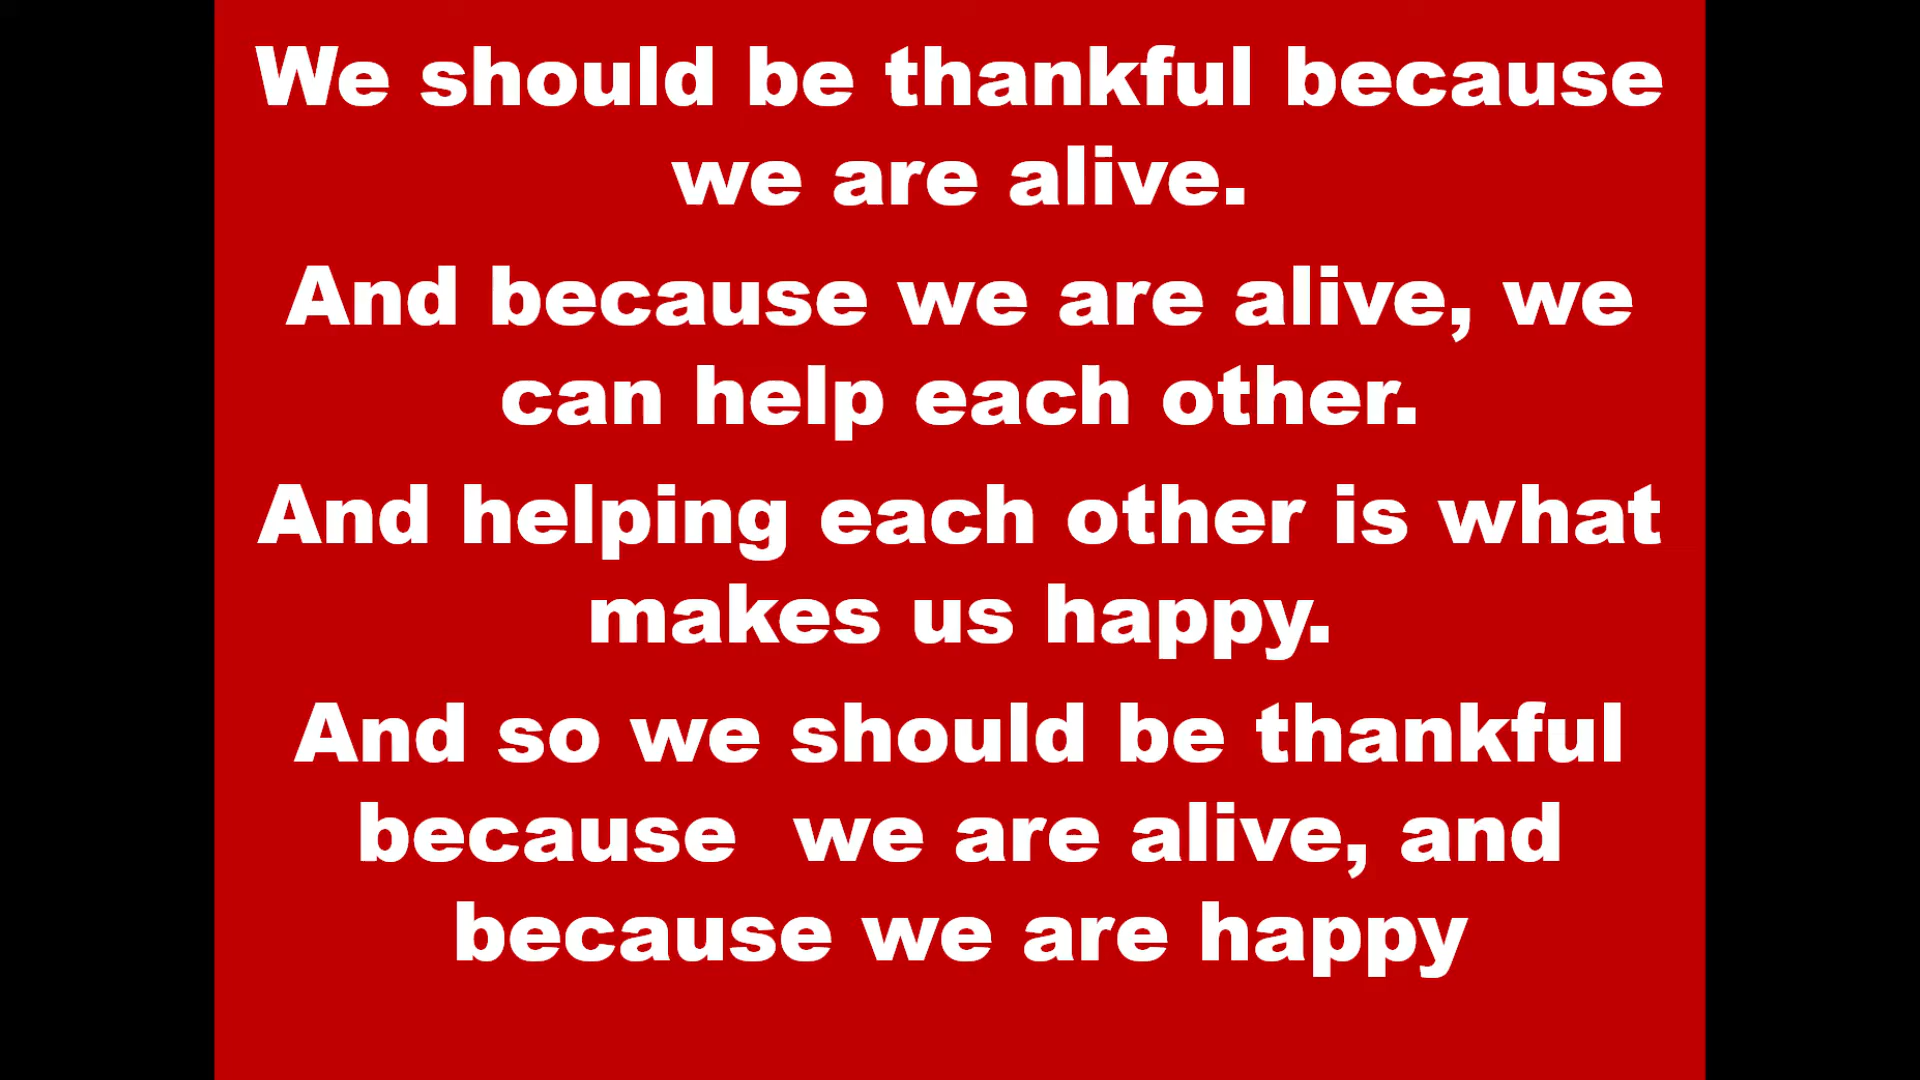 We should be thankful because
we are alive.
And because we are alive, we
can help each other.
And helping each other is what
makes us happy.
And so we should be thankful
because  we are alive, and
because we are happy